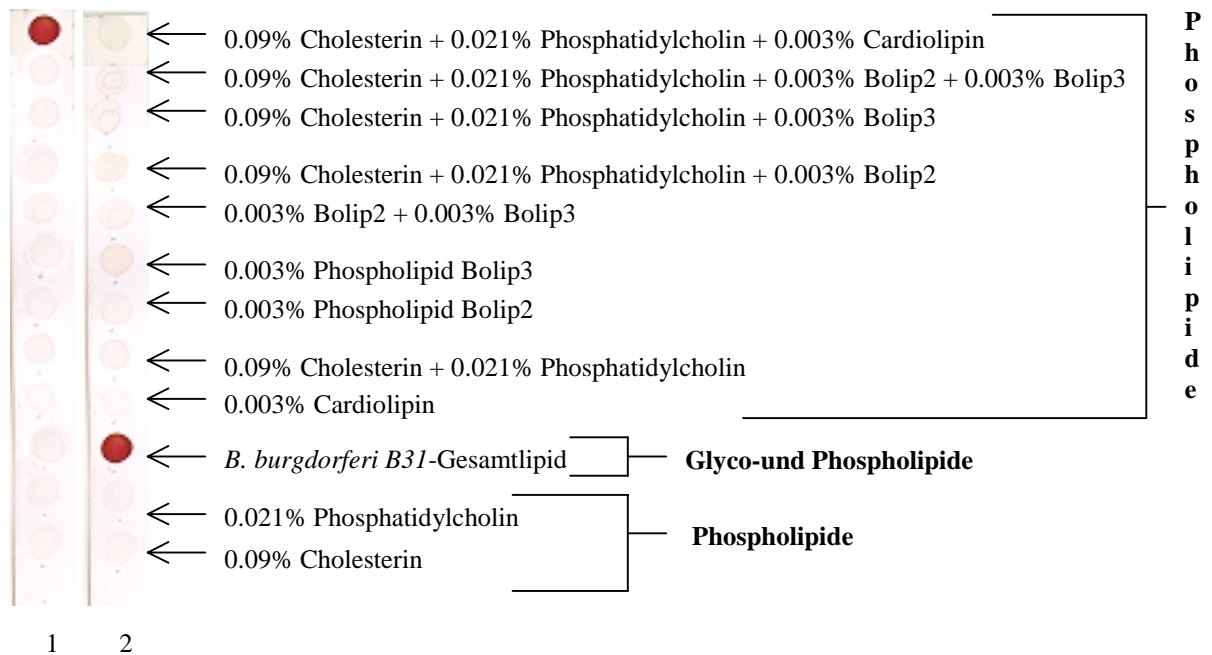 0.09% Cholesterin + 0.021% Phosphatidylcholin + 0.003% Cardiolipin
0.09% Cholesterin + 0.021% Phosphatidylcholin + 0.003% Bolip2 + 0.003% Bolip3
0.09% Cholesterin + 0.021% Phosphatidylcholin + 0.003% Bolip3
0.09% Cholesterin + 0.021% Phosphatidylcholin + 0.003% Bolip2
0.003% Bolip2 + 0.003% Bolip3
0.003% Phospholipid Bolip3
0.003% Phospholipid Bolip2
0.09% Cholesterin + 0.021% Phosphatidylcholin
0.003% Cardiolipin
Phospholipide
B. burgdorferi B31-Gesamtlipid
Glyco-und Phospholipide
0.021% Phosphatidylcholin
0.09% Cholesterin
Phospholipide
1 2